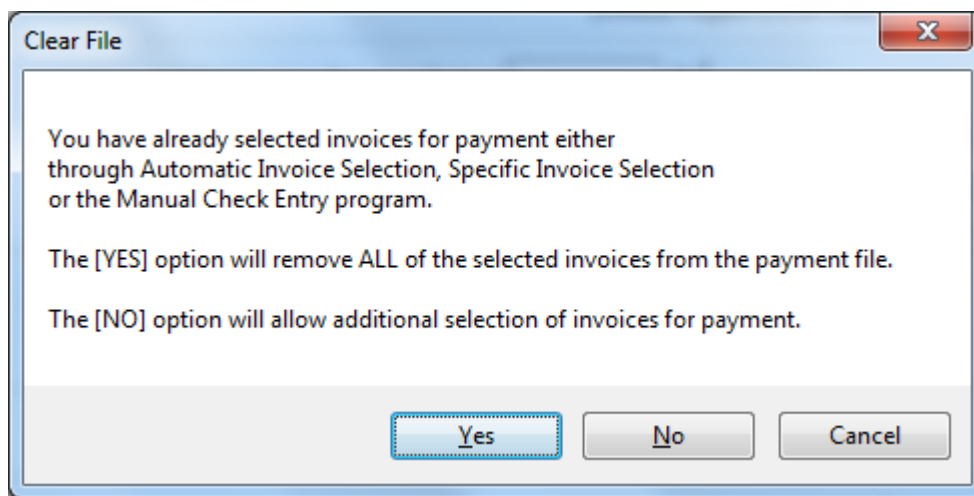 Clear File
You have already selected invoices for payment either
through Automatic Invoice Selection, Specific Invoice Selection
or the Manual Check Entry program.
The [YES] option will remove ALL of the selected invoices from the payment file.
The [NO] option will allow additional selection of invoices for payment.
Yes
No
Cancel